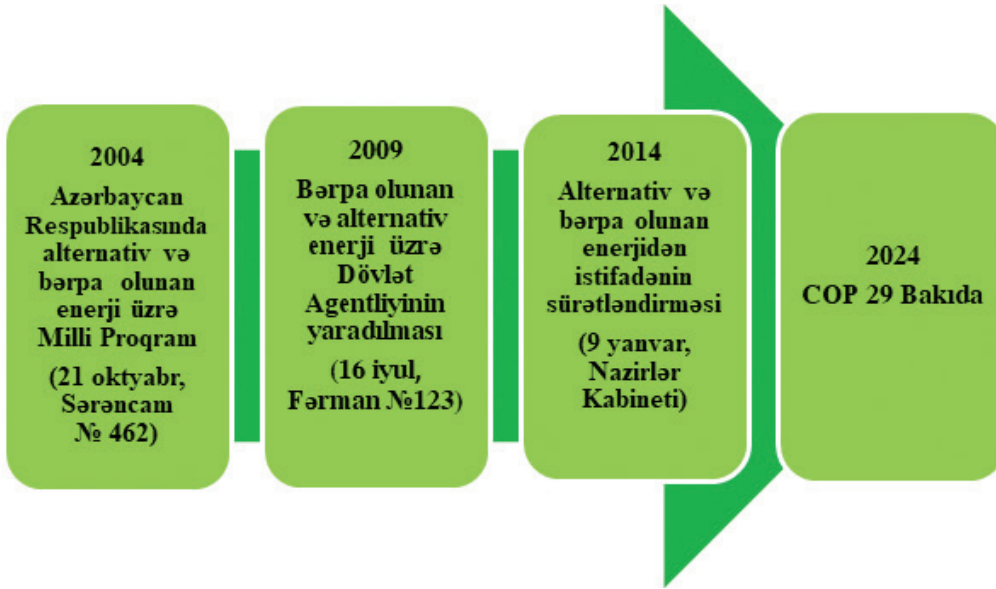 2004
Azərbaycan
Respublikasında
alternativ və
bərpa olunan
enerji üzrə
Milli Proqram
(21 oktyabr,
Sərəncam
№ 462)
2009
Bərpa olunan
və alternativ
enerji üzrə
Dövlət
Agentliyinin
yaradılması
(16 iyul,
Fərman №123)
2014
Alternativ və
bərpa olunan
enerjidən
istifadənin
sürətləndirməsi
(9 yanvar,
Nazirlər
Kabineti)
2024
COP 29 Bakıda